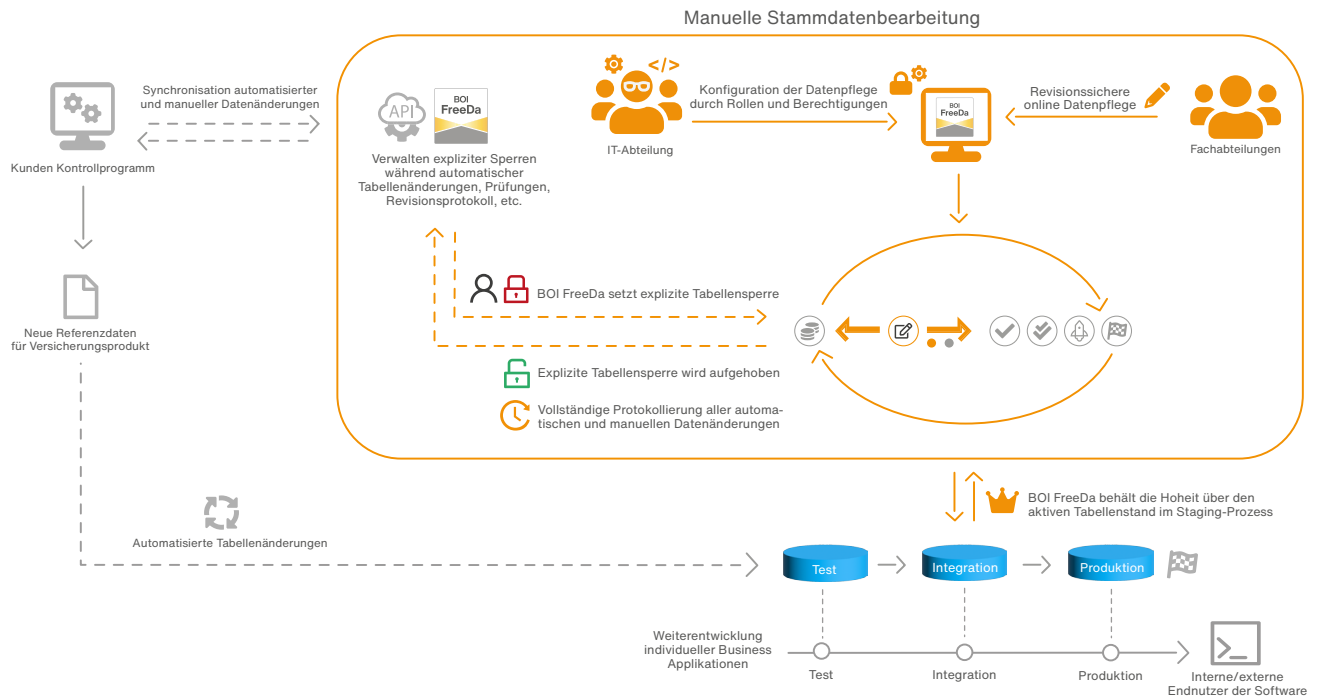 Manuelle Stammdatenbearbeitung
Synchronisation automatisierter
und manueller Datenänderungen
Kunden Kontrollprogramm
API
BOI
FreeDa
Verwalten expliziter Sperren
während automatischer
Tabellenänderungen, Prüfungen,
Revisionsprotokoll, etc.
</>
IT-Abteilung
Konfiguration der Datenpflege
durch Rollen und Berechtigungen
BOI
FreeDa
Revisionssichere
online Datenpflege
Fachabteilungen
Neue Referenzdaten
für Versicherungsprodukt
BOI FreeDa setzt explizite Tabellensperre
Explizite Tabellensperre wird aufgehoben
Vollständige Protokollierung aller automa-
tischen und manuellen Datenänderungen
BOI FreeDa behält die Hoheit über den
aktiven Tabellenstand im Staging-Prozess
Automatisierte Tabellenänderungen
Test
Integration
Produktion
Weiterentwicklung
individueller Business
Applikationen
Test
Integration
Produktion
Interne/externe
Endnutzer der Software